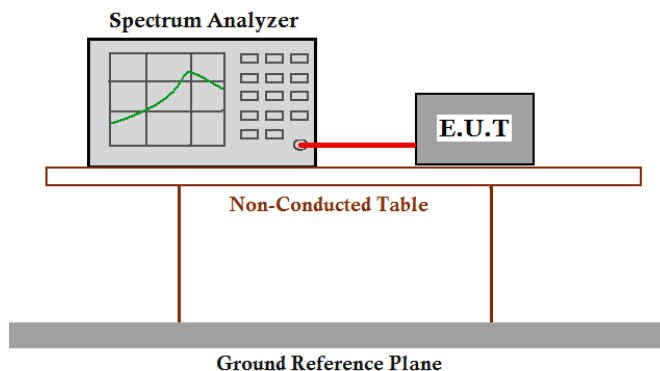 Spectrum Analyzer
E.U.T
Non-Conducted Table
Ground Reference Plane